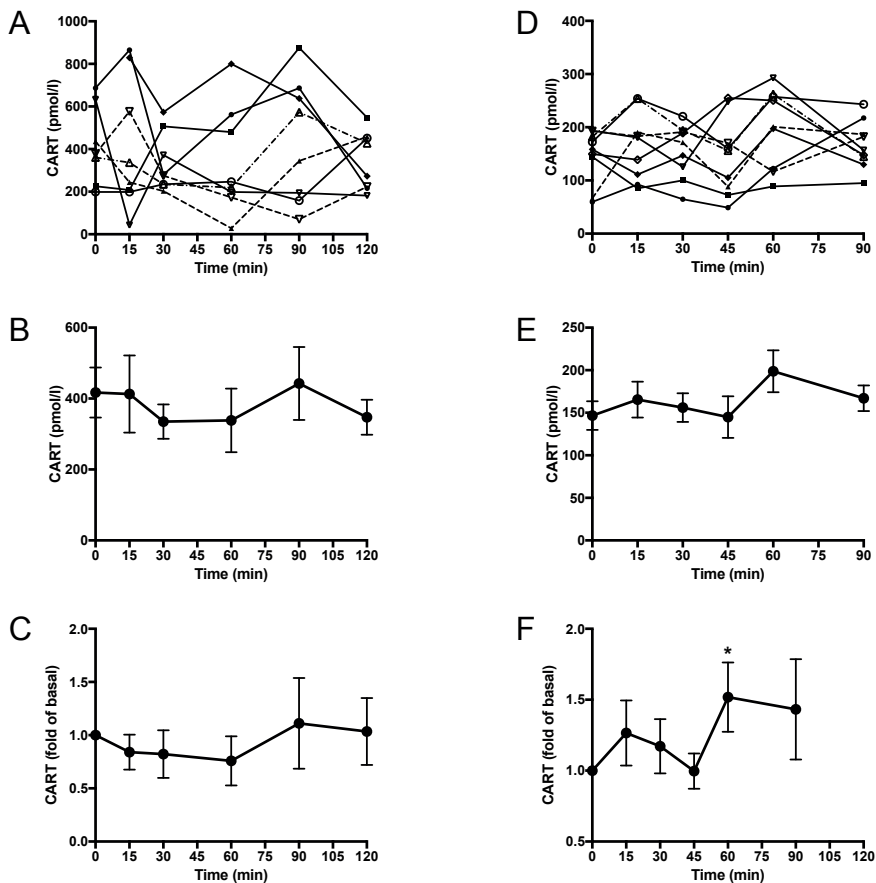 A
CART (pmol/l)
1000
800
600
400
200
0
0 15 30 45 60 75 90 105 120
Time (min)
D
CART (pmol/l)
400
300
200
100
0
0 15 30 45 60 75 90
Time (min)
B
CART (pmol/l)
600
400
200
0
0 15 30 45 60 75 90 105 120
Time (min)
E
CART (pmol/l)
250
200
150
100
50
0
0 15 30 45 60 75 90
Time (min)
C
CART (fold of basal)
2.0
1.5
1.0
0.5
0.0
0 15 30 45 60 75 90 105 120
Time (min)
F
CART (fold of basal)
2.0
1.5
1.0
0.5
*
0 15 30 45 60 75 90 105 120
Time (min)